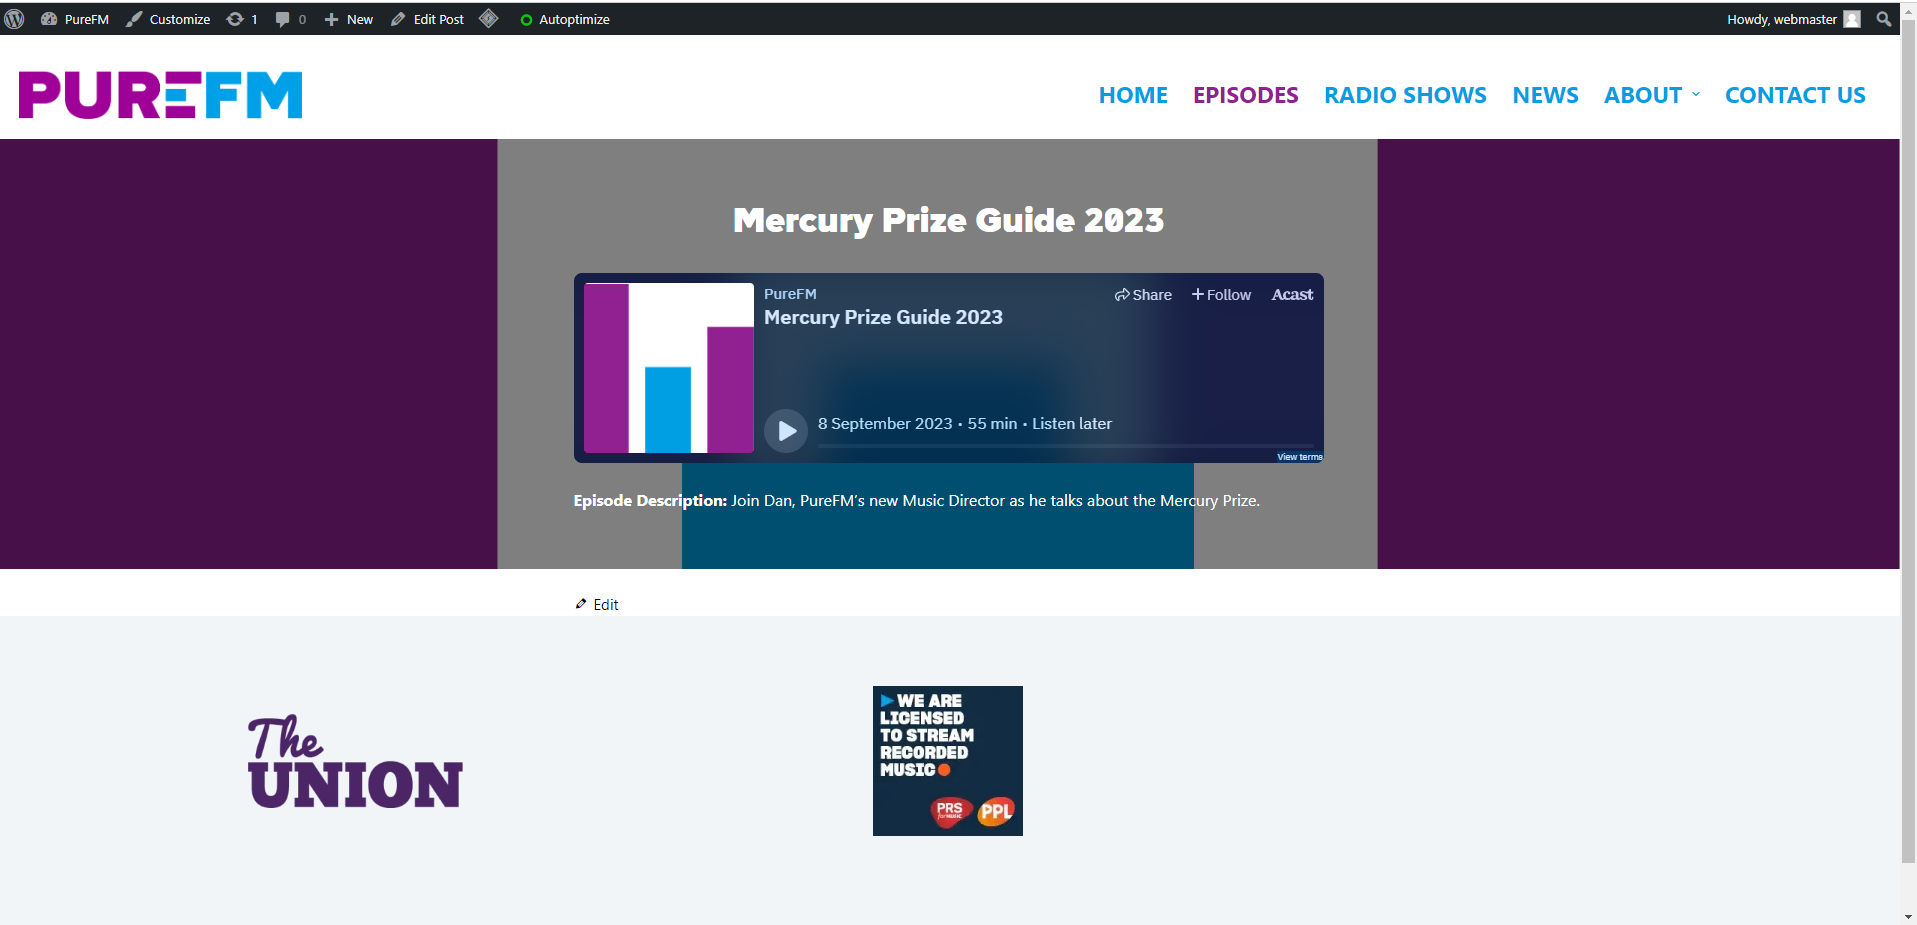 PureFM Customize 1 0 New Edit Post Autoptimize Howdy, webmaster
PUREFM
HOME EPISODES RADIO SHOWS NEWS ABOUT CONTACT US
Mercury Prize Guide 2023
PureFM Share Follow Acast
Mercury Prize Guide 2023
8 September 2023 • 55 min • Listen later
View terms
Episode Description: Join Dan, PureFM’s new Music Director as he talks about the Mercury Prize.
Edit
The
UNION
WE ARE
LICENSED
TO STREAM
RECORDED
MUSIC
PRS PPL
for MUSIC